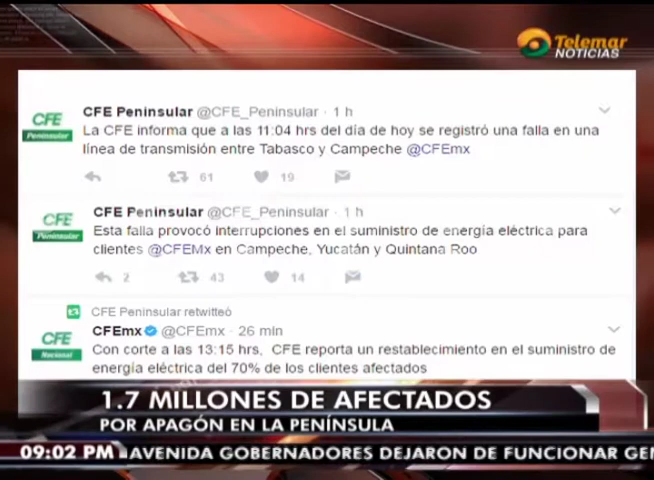 Telemar
NOTICIAS
CFE Peninsular @CFE_Peninsular · 1 h
CFE
Peninsular
La CFE informa que a las 11:04 hrs del día de hoy se registró una falla en una
línea de transmisión entre Tabasco y Campeche @CFEmx
61 19
CFE Peninsular @CFE_Peninsular · 1 h
CFE
Peninsular
Esta falla provocó interrupciones en el suministro de energía eléctrica para
clientes @CFEMx en Campeche, Yucatán y Quintana Roo
2 43 14
CFE Peninsular retwitteó
CFEmx @CFEmx · 26 min
CFE
Nacional
Con corte a las 13:15 hrs, CFE reporta un restablecimiento en el suministro de
energía eléctrica del 70% de los clientes afectados
1.7 MILLONES DE AFECTADOS
POR APAGÓN EN LA PENÍNSULA
09:02 PM AVENIDA GOBERNADORES DEJARON DE FUNCIONAR GEN